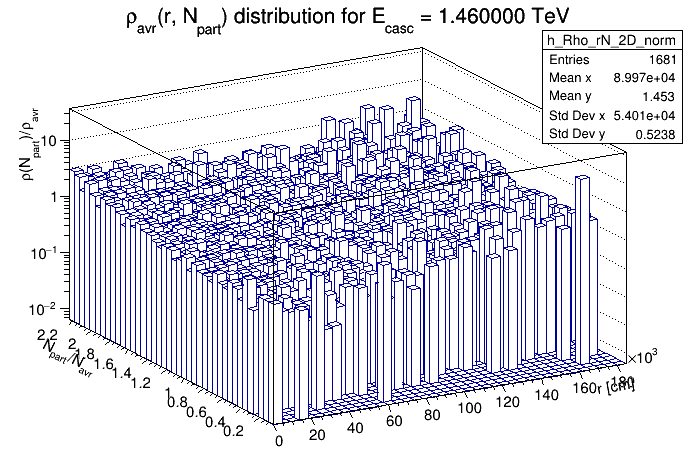 ρavr(r, Npart) distribution for Ecasc = 1.460000 TeV
h_Rho_rN_2D_norm
Entries 1681
Mean x 8.997e+04
Mean y 1.453
Std Dev x 5.401e+04
Std Dev y 0.5238
ρ(Npart)/ρavr
10
1
10−1
10−2
2.2
2
1.8
1.6
1.4
1.2
1
0.8
0.6
0.4
0.2
Npart/Navr
0
20
40
60
80
100
120
140
160
180
r [cm]
×103